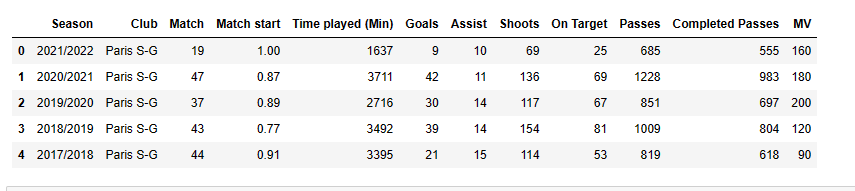 Season Club Match Match start Time played (Min) Goals Assist Shoots On Target Passes Completed Passes MV
0 2021/2022 Paris S-G 19 1.00 1637 9 10 69 25 685 555 160
1 2020/2021 Paris S-G 47 0.87 3711 42 11 136 69 1228 983 180
2 2019/2020 Paris S-G 37 0.89 2716 30 14 117 67 851 697 200
3 2018/2019 Paris S-G 43 0.77 3492 39 14 154 81 1009 804 120
4 2017/2018 Paris S-G 44 0.91 3395 21 15 114 53 819 618 90